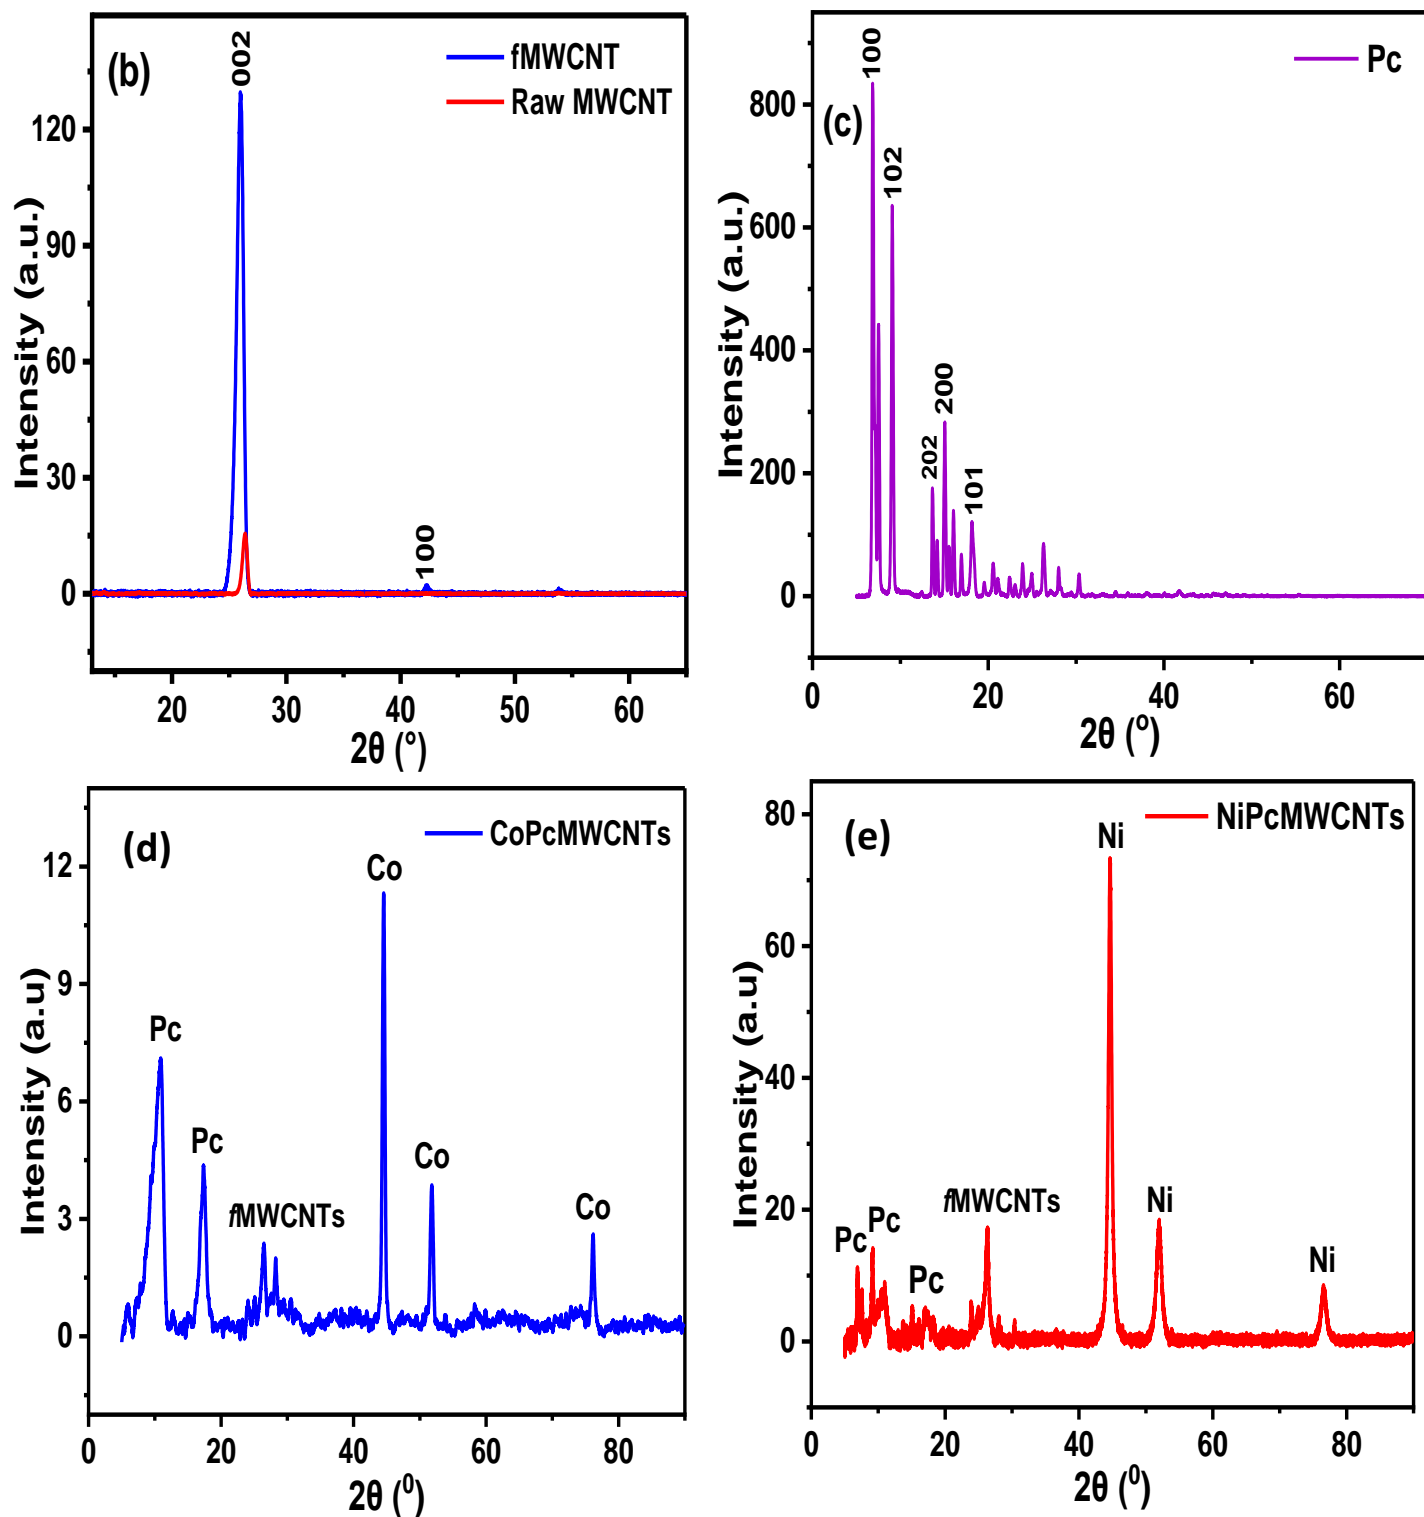 (b)
002
fMWCNT
Raw MWCNT
100
120
90
60
30
0
Intensity (a.u.)
20
30
40
50
60
2θ (°)
(c)
100
102
202
200
101
Pc
800
600
400
200
0
Intensity (a.u.)
0
20
40
60
2θ (o)
(d)
CoPcMWCNTs
Co
Pc
Pc
fMWCNTs
Co
Co
12
9
6
3
0
Intensity (a.u)
0
20
40
60
80
2θ (0)
(e)
NiPcMWCNTs
Ni
Pc
Pc
Pc
fMWCNTs
Ni
Ni
80
60
40
20
0
Intensity (a.u)
0
20
40
60
80
2θ (0)